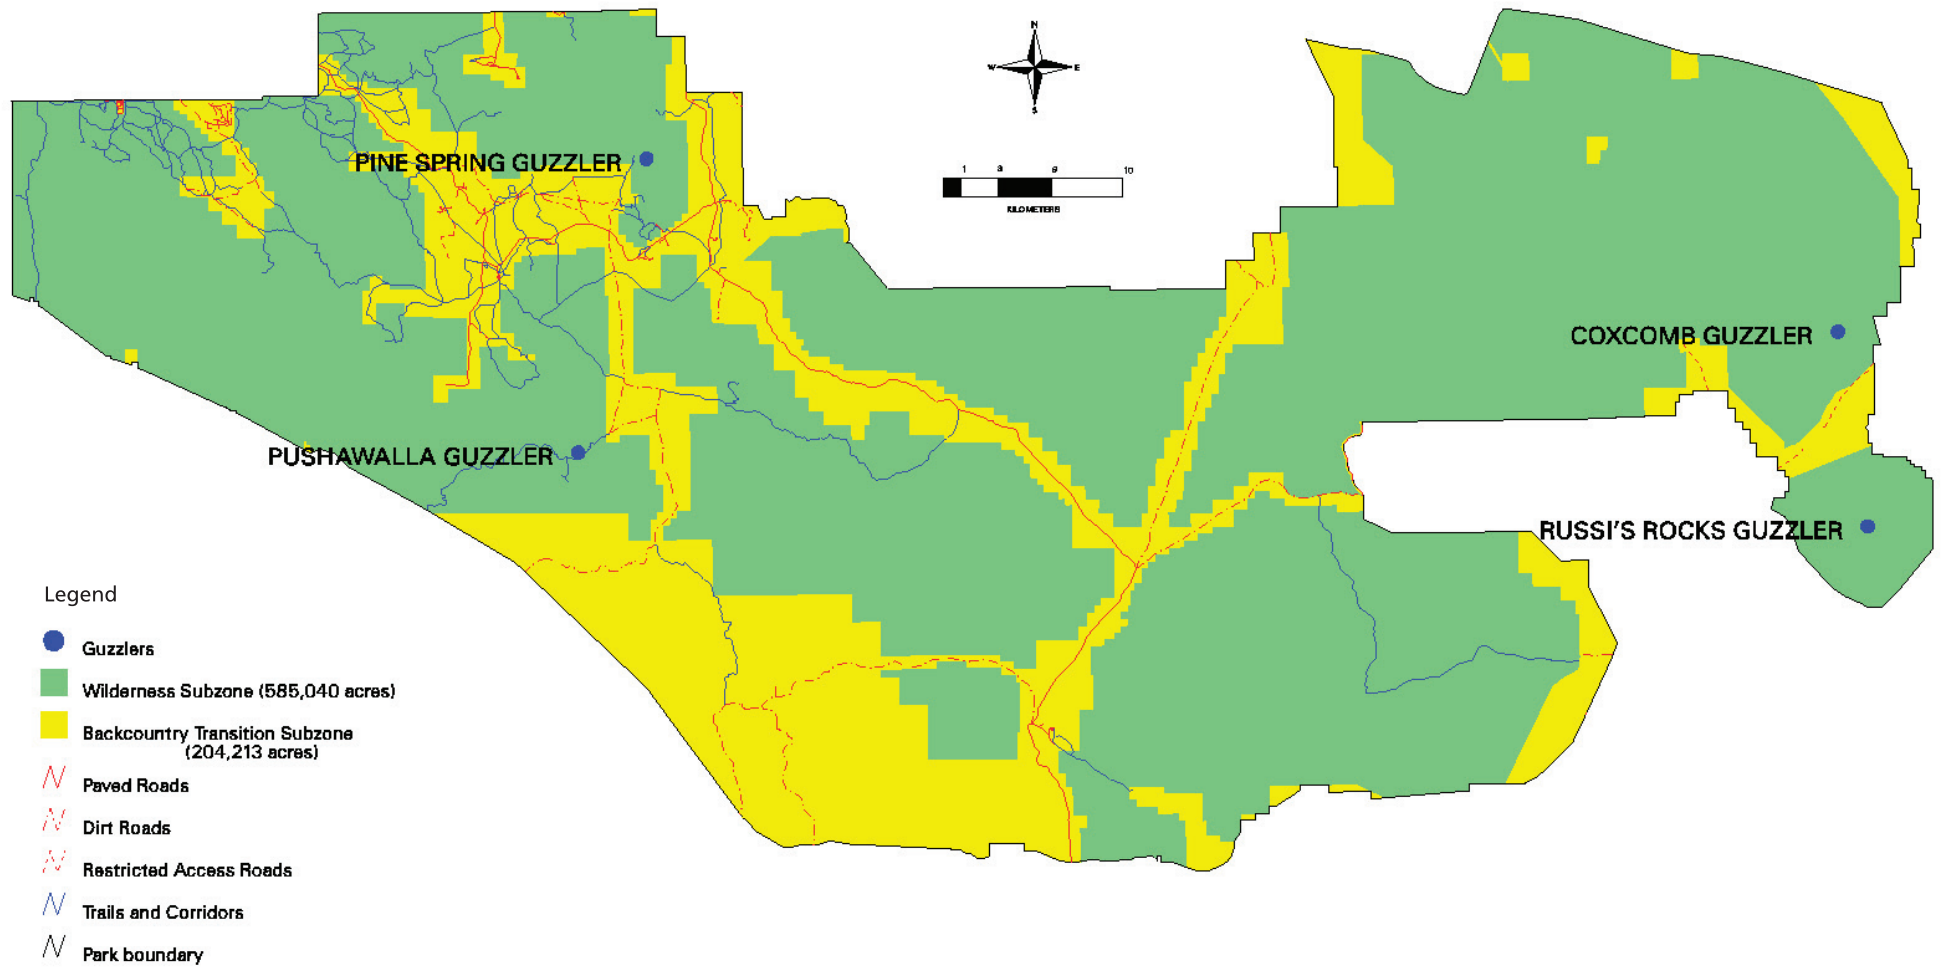 N
W
E
S
PINE SPRING GUZZLER
10
KILOMETERS
COXCOMB GUZZLER
PUSHAWALLA GUZZLER
RUSSI'S ROCKS GUZZLER
Legend
Guzzlers
Wilderness Subzone (585,040 acres)
Backcountry Transition Subzone
(204,213 acres)
Paved Roads
Dirt Roads
Restricted Access Roads
Trails and Corridors
Park boundary